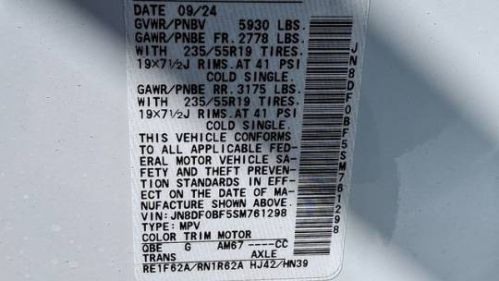 DATE 09/24
GVWR/PNBV 5930 LBS.
GAWR/PNBE FR. 2778 LBS.
WITH 235/55R19 TIRES.
19×7½J RIMS.AT 41 PSI
COLD SINGLE.
GAWR/PNBE RR. 3175 LBS.
WITH 235/55R19 TIRES.
19×7½J RIMS.AT 41 PSI
COLD SINGLE.
THIS VEHICLE CONFORMS
TO ALL APPLICABLE FED-
ERAL MOTOR VEHICLE SA-
FETY AND THEFT PREVEN-
TION STANDARDS IN EFF-
ECT ON THE DATE OF MA-
NUFACTURE SHOWN ABOVE.
VIN:JN8DF0BF5SM761298
TYPE:MPV
COLOR TRIM MOTOR
QBE G AM67 ----CC
TRANS AXLE
RE1F62A/RN1R62A HJ42/HN39
JN8DF0BF5SM761298